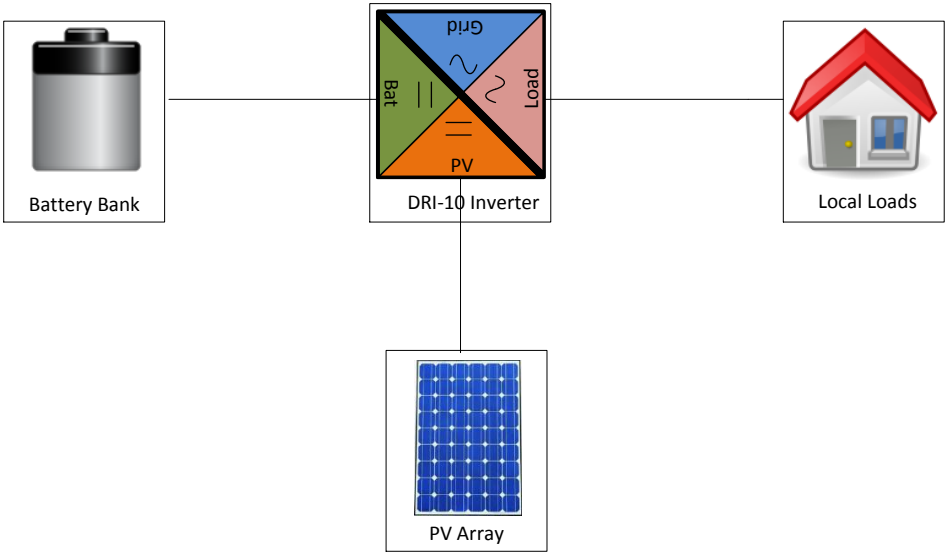 Grid
Bat
Load
PV
Battery Bank
DRI-10 Inverter
Local Loads
PV Array